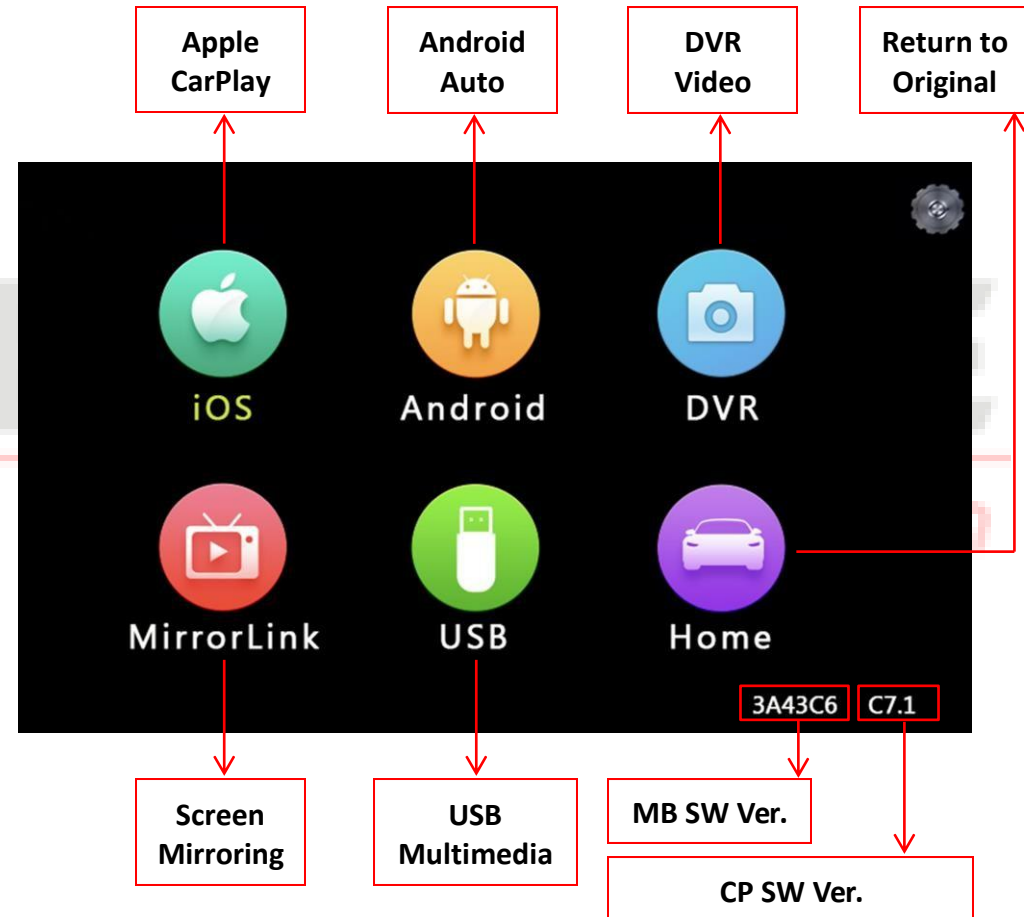 Apple
CarPlay
Android
Auto
DVR
Video
Return to
Original
iOS
Android
DVR
MirrorLink
USB
Home
3A43C6
C7.1
Screen
Mirroring
USB
Multimedia
MB SW Ver.
CP SW Ver.